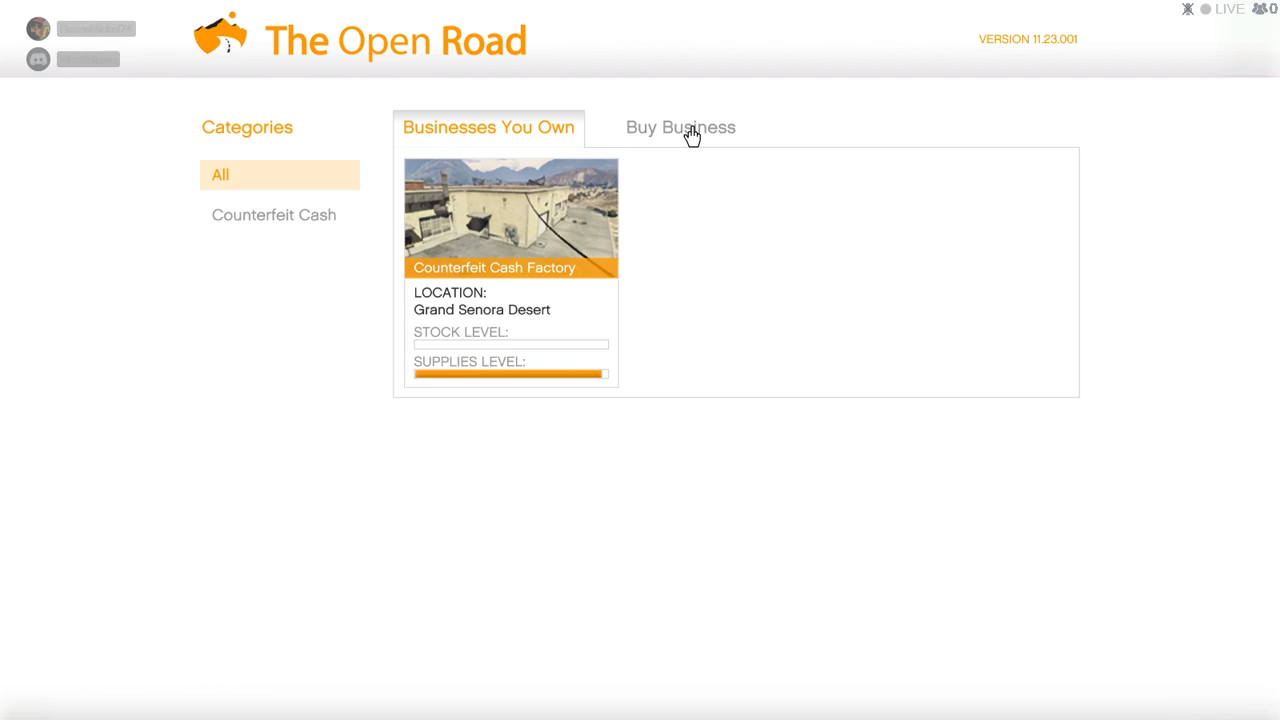 LIVE 0
The Open Road
VERSION 11.23.001
Categories
All
Counterfeit Cash
Businesses You Own
Buy Business
Counterfeit Cash Factory
LOCATION:
Grand Senora Desert
STOCK LEVEL:
SUPPLIES LEVEL: